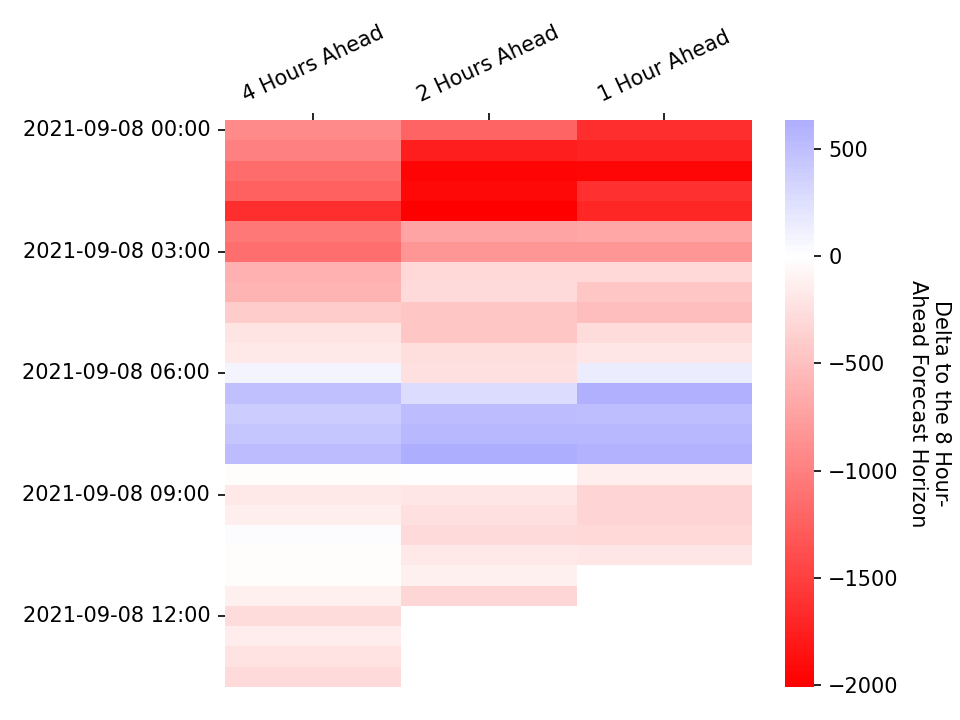 4 Hours Ahead
2 Hours Ahead
1 Hour Ahead
2021-09-08 00:00
2021-09-08 03:00
2021-09-08 06:00
2021-09-08 09:00
2021-09-08 12:00
500
0
−500
−1000
−1500
−2000
Delta to the 8 Hour-
Ahead Forecast Horizon